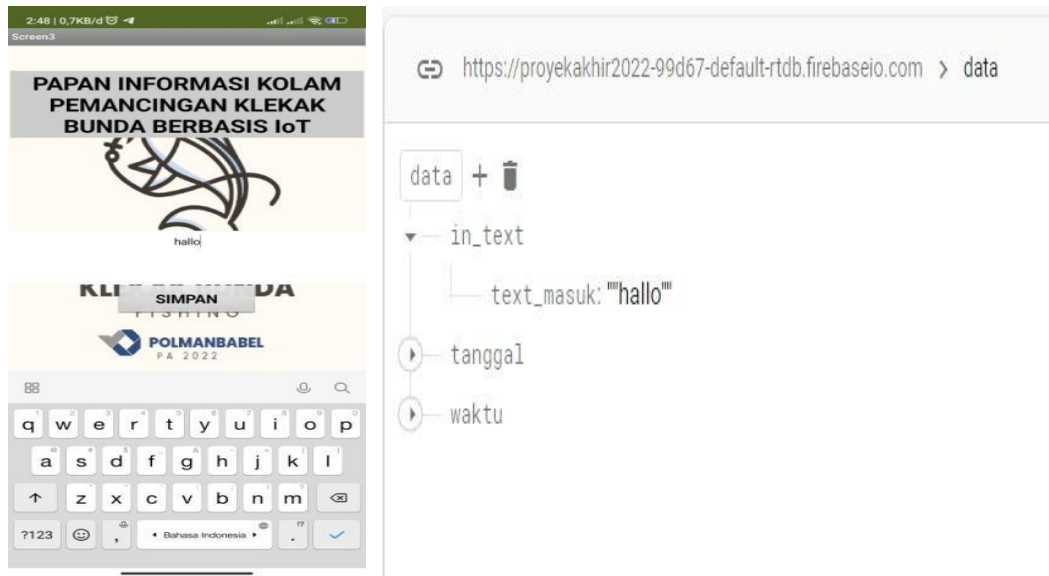 2:48 | 0,7KB/d
Screen3
PAPAN INFORMASI KOLAM
PEMANCINGAN KLEKAK
BUNDA BERBASIS IoT
hallo
SIMPAN
FISHING
POLMANBABEL
PA 2022
q w e r t y u i o p
a s d f g h j k l
z x c v b n m
?123 , Bahasa Indonesia . !?
https://proyekakhir2022-99d67-default-rtdb.firebaseio.com > data
data +
in_text
text_masuk: ""hallo""
tanggal
waktu